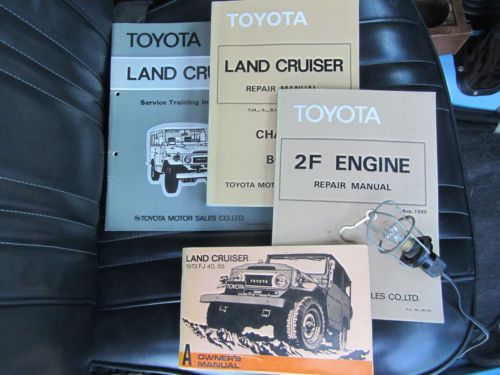 TOYOTA
LAND CRU
Service Training In
TOYOTA MOTOR SALES CO.,LTD.
TOYOTA
LAND CRUISER
REPAIR MANUAL
CHA
B
TOYOTA MOT
TOYOTA
2F ENGINE
REPAIR MANUAL
Aug., 1980
SALES CO.,LTD.
LAND CRUISER
1973 FJ 40, 55
TOYOTA
A OWNER'S
MANUAL